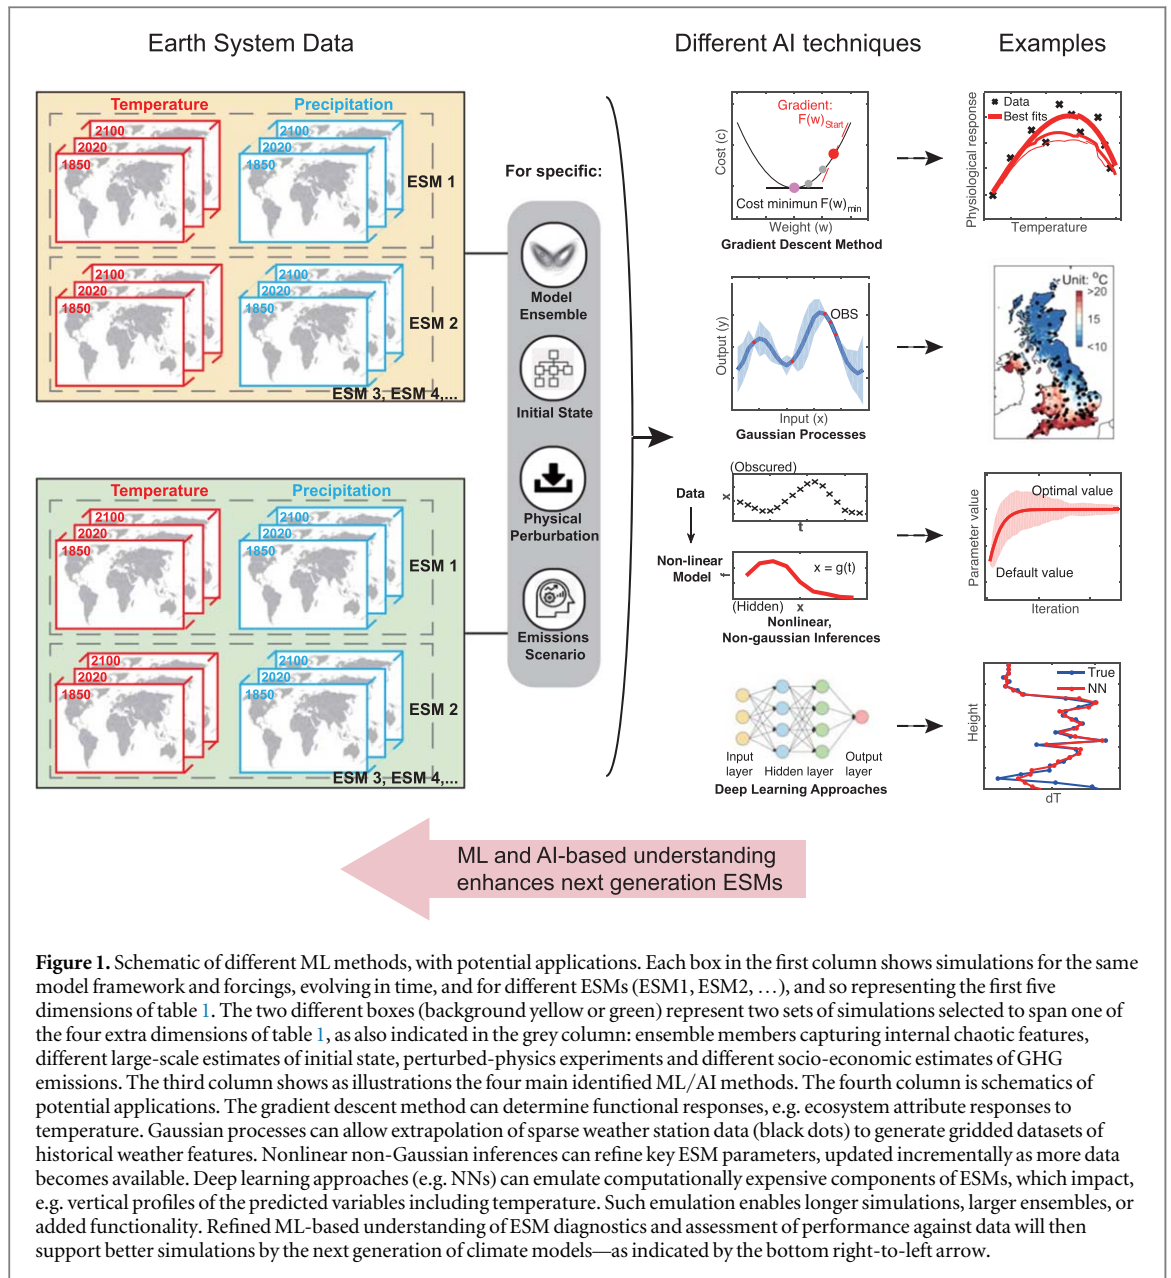 Earth System Data
Different AI techniques
Examples
Temperature
Precipitation
2100
2020
1850
2100
2020
1850
ESM 1
2100
2020
1850
2100
2020
1850
ESM 2
ESM 3, ESM 4,...
Temperature
Precipitation
2100
2020
1850
2100
2020
1850
ESM 1
2100
2020
1850
2100
2020
1850
ESM 2
ESM 3, ESM 4,...
For specific:
Model
Ensemble
Initial State
Physical
Perburbation
Emissions
Scenario
Cost (c)
Gradient:
F(w)Start
Cost minimun F(w)min
Weight (w)
Gradient Descent Method
Physiological response
Data
Best fits
Temperature
Output (y)
OBS
Input (x)
Gaussian Processes
Unit: °C
>20
15
<10
(Obscured)
Data
x
t
Non-linear
Model
f
x = g(t)
(Hidden)
x
Nonlinear,
Non-gaussian Inferences
Parameter value
Optimal value
Default value
Iteration
Input
layer
Hidden layer
Output
layer
Deep Learning Approaches
Height
True
NN
dT
ML and AI-based understanding
enhances next generation ESMs
Figure 1. Schematic of different ML methods, with potential applications. Each box in the first column shows simulations for the same
model framework and forcings, evolving in time, and for different ESMs (ESM1, ESM2, …), and so representing the first five
dimensions of table 1. The two different boxes (background yellow or green) represent two sets of simulations selected to span one of
the four extra dimensions of table 1, as also indicated in the grey column: ensemble members capturing internal chaotic features,
different large-scale estimates of initial state, perturbed-physics experiments and different socio-economic estimates of GHG
emissions. The third column shows as illustrations the four main identified ML/AI methods. The fourth column is schematics of
potential applications. The gradient descent method can determine functional responses, e.g. ecosystem attribute responses to
temperature. Gaussian processes can allow extrapolation of sparse weather station data (black dots) to generate gridded datasets of
historical weather features. Nonlinear non-Gaussian inferences can refine key ESM parameters, updated incrementally as more data
becomes available. Deep learning approaches (e.g. NNs) can emulate computationally expensive components of ESMs, which impact,
e.g. vertical profiles of the predicted variables including temperature. Such emulation enables longer simulations, larger ensembles, or
added functionality. Refined ML-based understanding of ESM diagnostics and assessment of performance against data will then
support better simulations by the next generation of climate models—as indicated by the bottom right-to-left arrow.